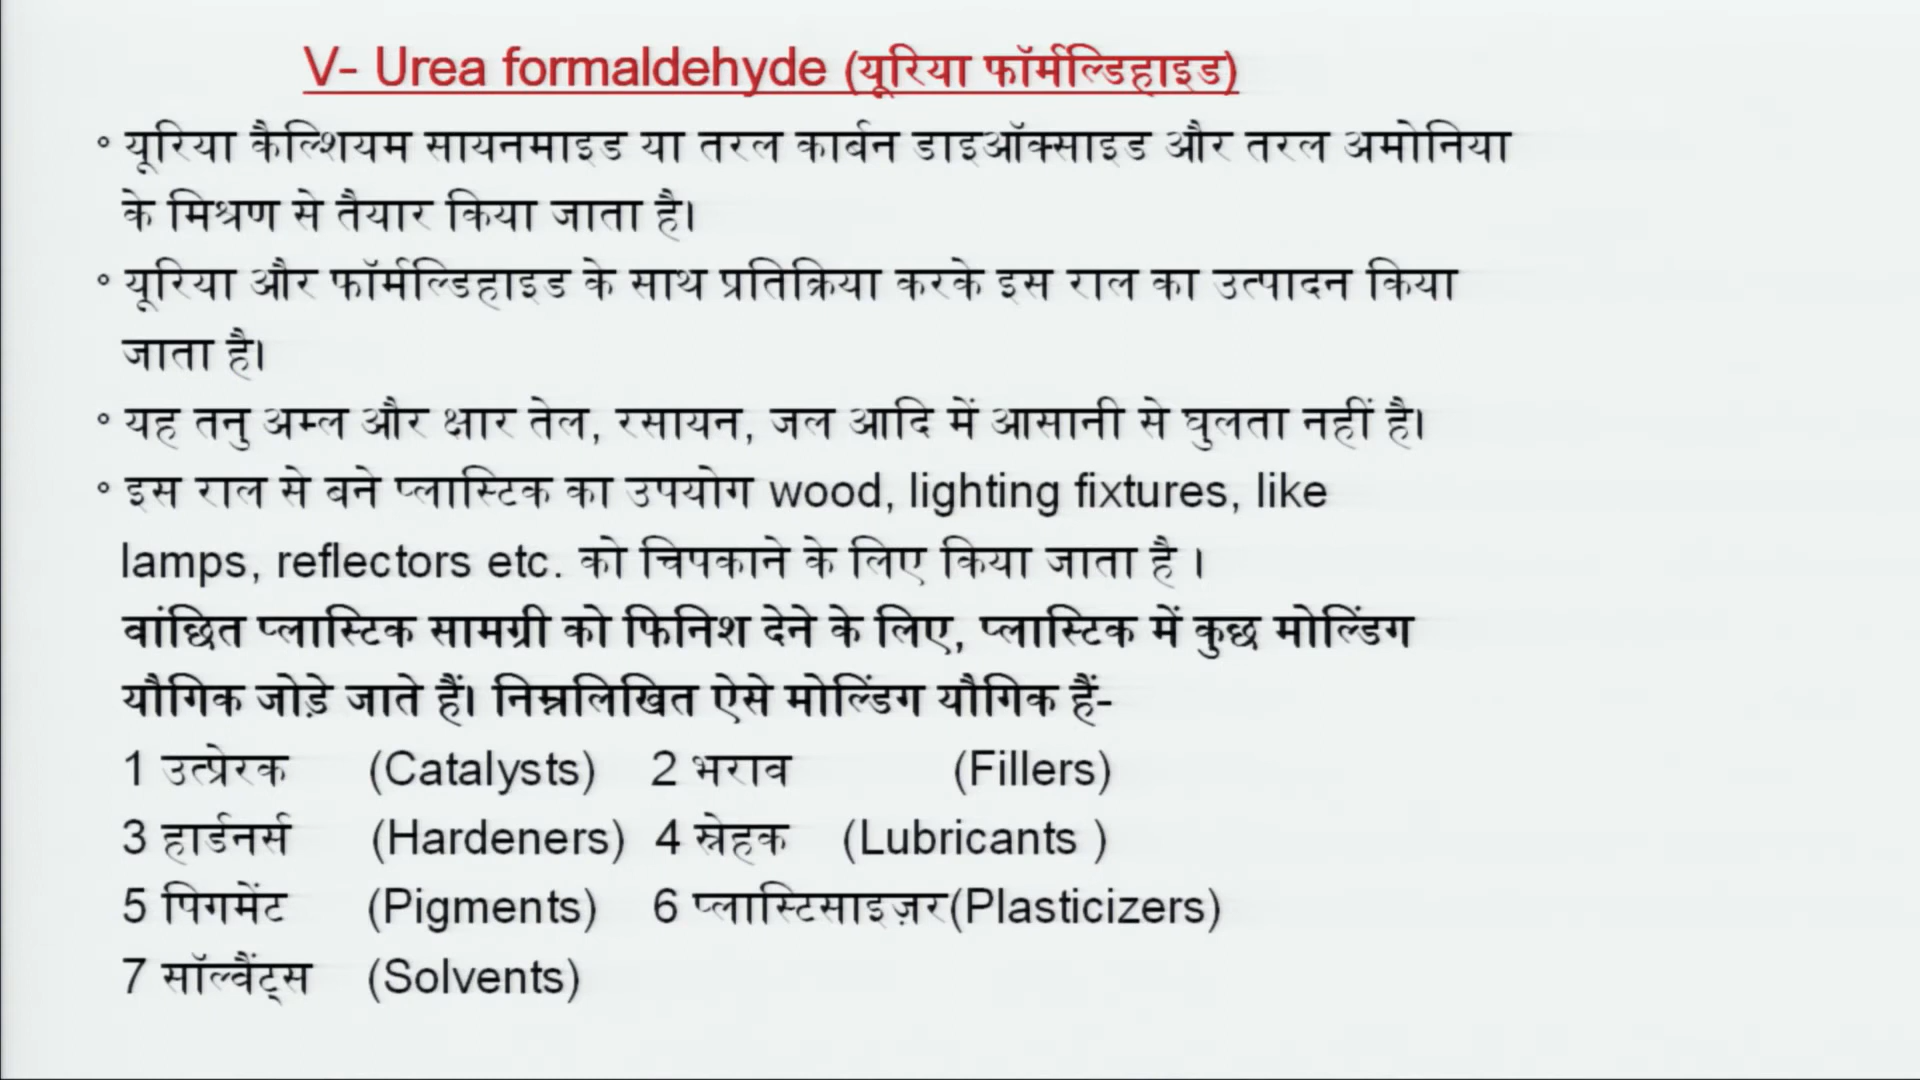 V- Urea formaldehyde (यूरिया फॉर्मल्डिहाइड)
◦ यूरिया कैल्शियम सायनमाइड या तरल कार्बन डाइऑक्साइड और तरल अमोनिया
के मिश्रण से तैयार किया जाता है।
◦ यूरिया और फॉर्मल्डिहाइड के साथ प्रतिक्रिया करके इस राल का उत्पादन किया
जाता है।
◦ यह तनु अम्ल और क्षार तेल, रसायन, जल आदि में आसानी से घुलता नहीं है।
◦ इस राल से बने प्लास्टिक का उपयोग wood, lighting fixtures, like
lamps, reflectors etc. को चिपकाने के लिए किया जाता है ।
वांछित प्लास्टिक सामग्री को फिनिश देने के लिए, प्लास्टिक में कुछ मोल्डिंग
यौगिक जोड़े जाते हैं। निम्नलिखित ऐसे मोल्डिंग यौगिक हैं-
1 उत्प्रेरक (Catalysts) 2 भराव (Fillers)
3 हार्डनर्स (Hardeners) 4 स्नेहक (Lubricants )
5 पिगमेंट (Pigments) 6 प्लास्टिसाइज़र(Plasticizers)
7 सॉल्वैंट्स (Solvents)